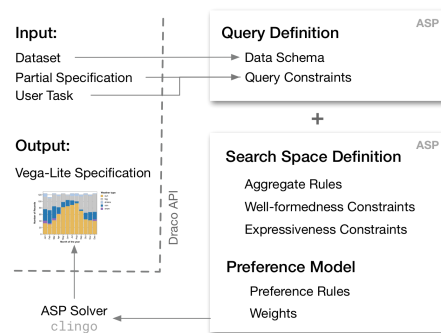 Input:
Dataset
Partial Specification
User Task
Output:
Vega-Lite Specification
Draco API
ASP Solver
clingo
ASP
Query Definition
Data Schema
Query Constraints
+
ASP
Search Space Definition
Aggregate Rules
Well-formedness Constraints
Expressiveness Constraints
Preference Model
Preference Rules
Weights